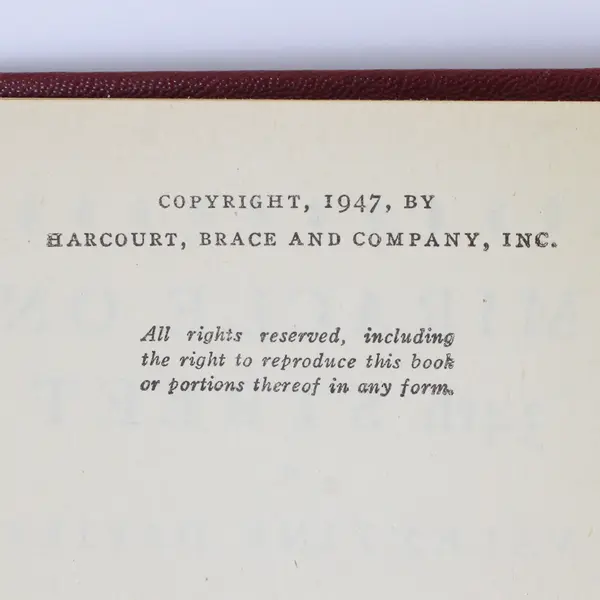 COPYRIGHT, 1947, BY
HARCOURT, BRACE AND COMPANY, INC.
All rights reserved, including
the right to reproduce this book
or portions thereof in any form.